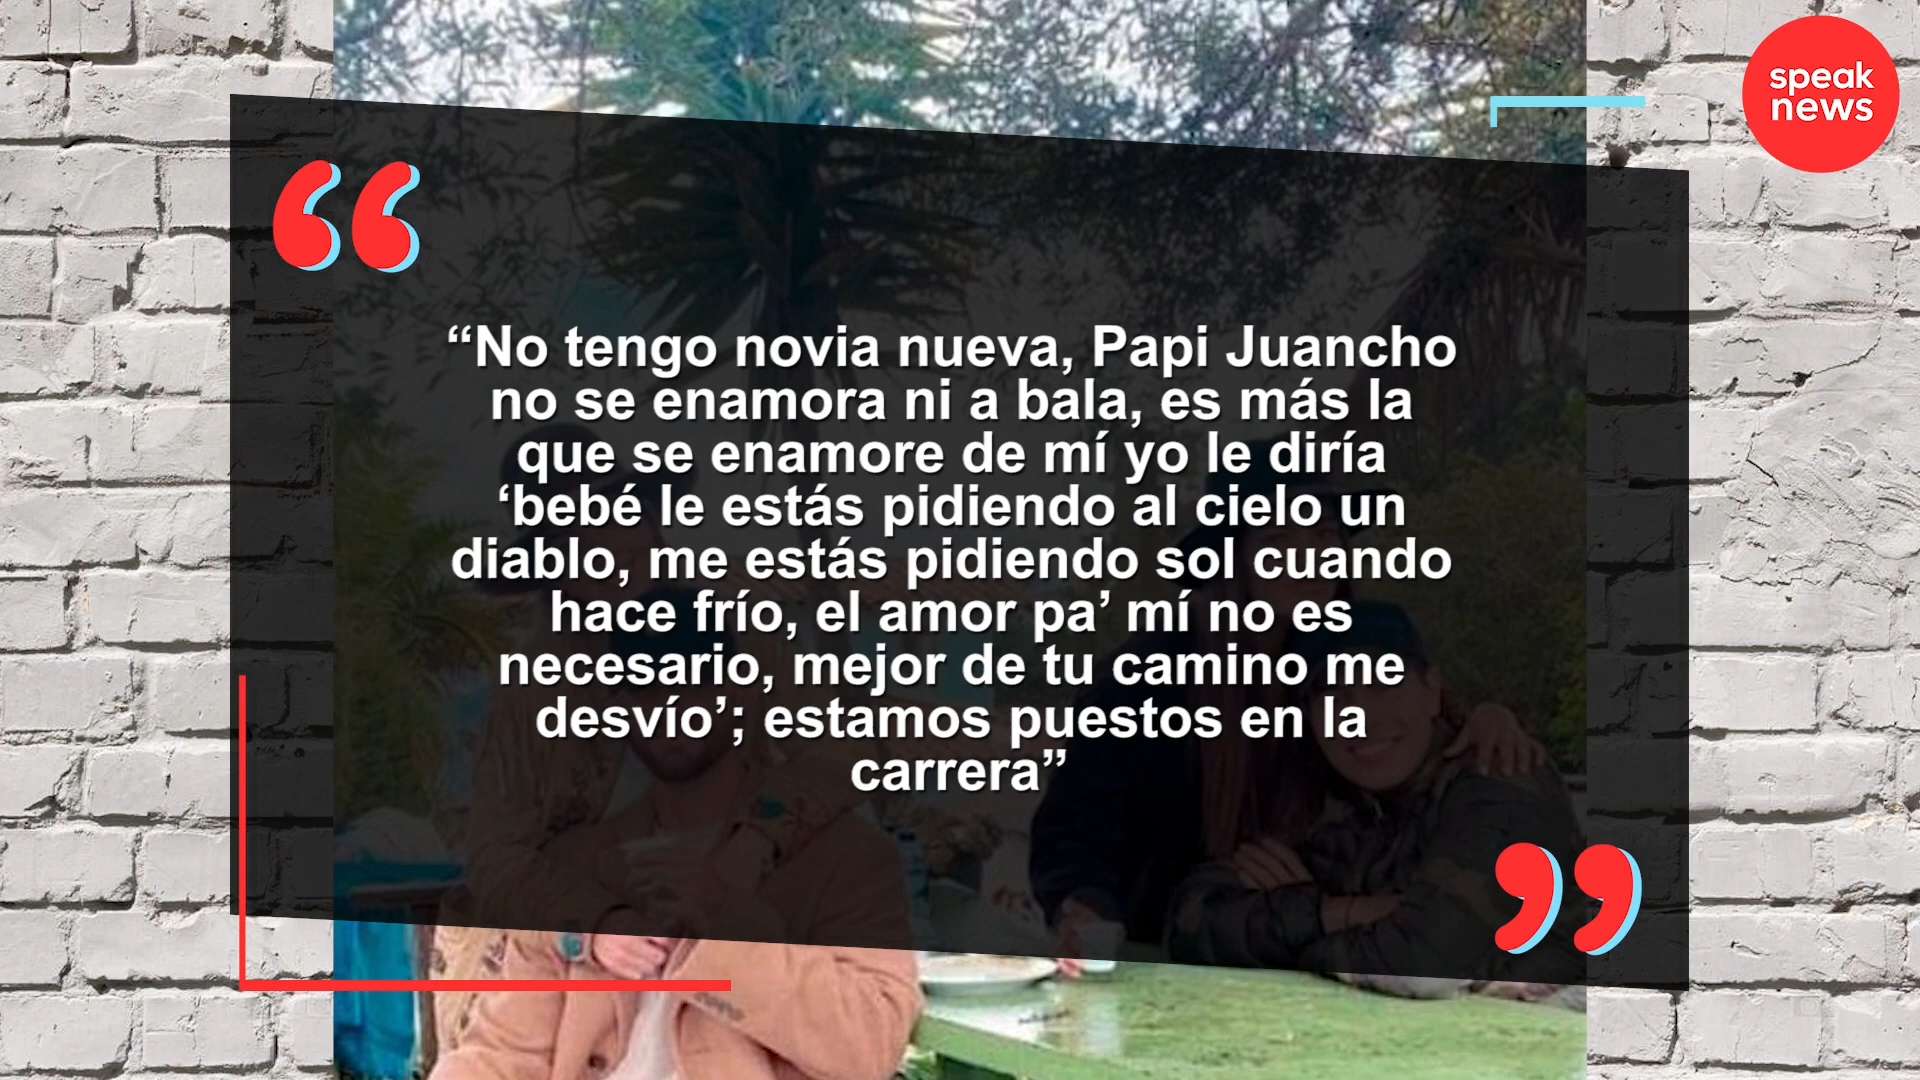 speak
news
“No tengo novia nueva, Papi Juancho
no se enamora ni a bala, es más la
que se enamore de mí yo le diría
‘bebé le estás pidiendo al cielo un
diablo, me estás pidiendo sol cuando
hace frío, el amor pa’ mí no es
necesario, mejor de tu camino me
desvío’; estamos puestos en la
carrera”